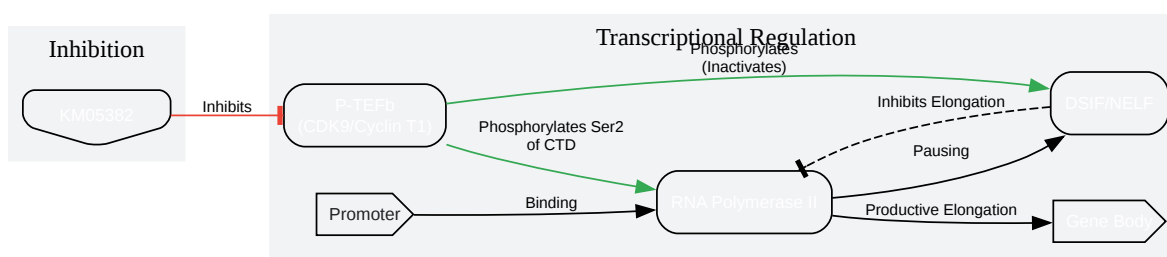 Inhibition
Transcriptional Regulation
Phosphorylates
(Inactivates)
KM05382
Inhibits
P-TEFb
(CDK9/Cyclin T1)
Inhibits Elongation
DSIF/NELF
Phosphorylates Ser2
of CTD
Pausing
Promoter
Binding
RNA Polymerase II
Productive Elongation
Gene Body